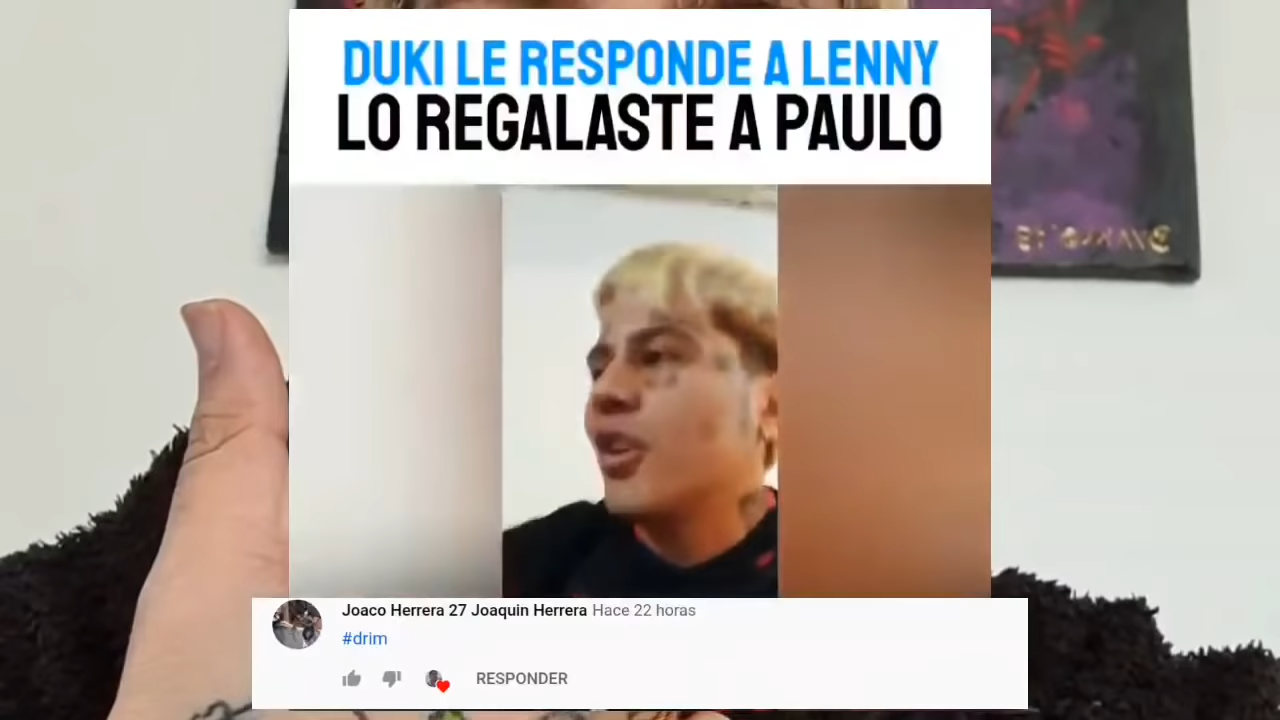 DUKI LE RESPONDE A LENNY
LO REGALASTE A PAULO
Joaco Herrera 27 Joaquin Herrera Hace 22 horas
#drim
RESPONDER